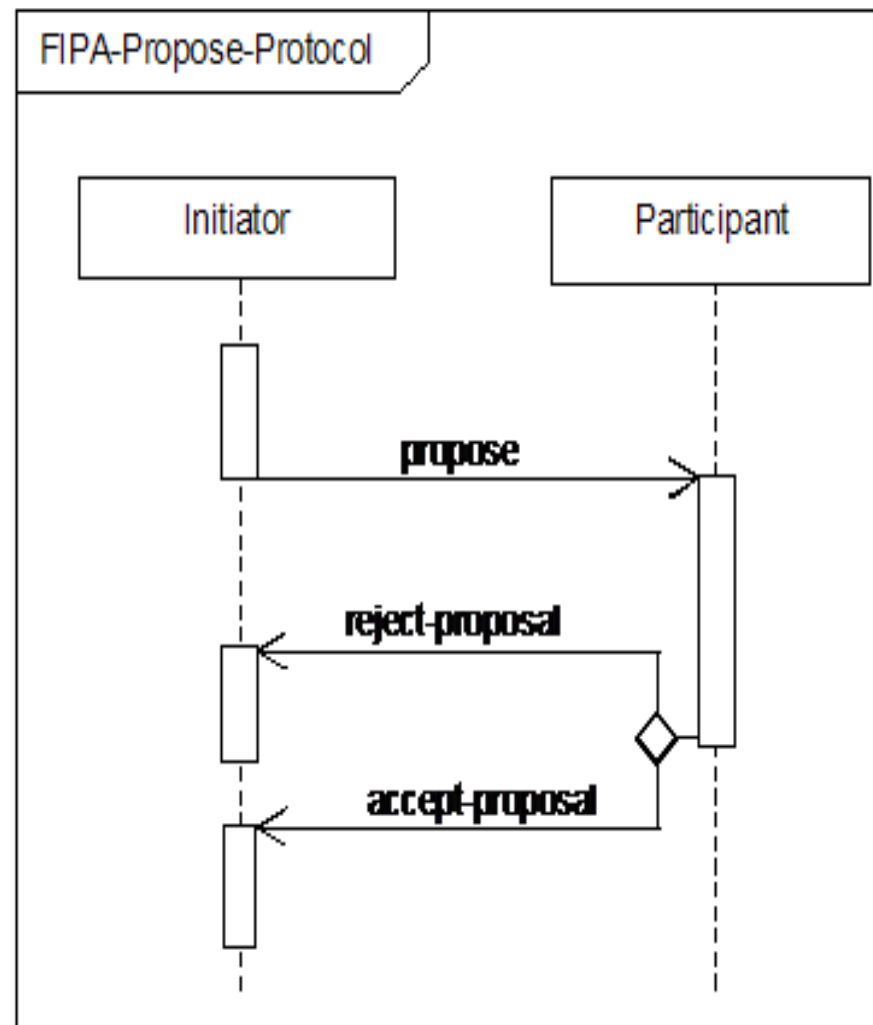 FIPA-Propose-Protocol
Initiator
Participant
propose
reject-proposal
accept-proposal